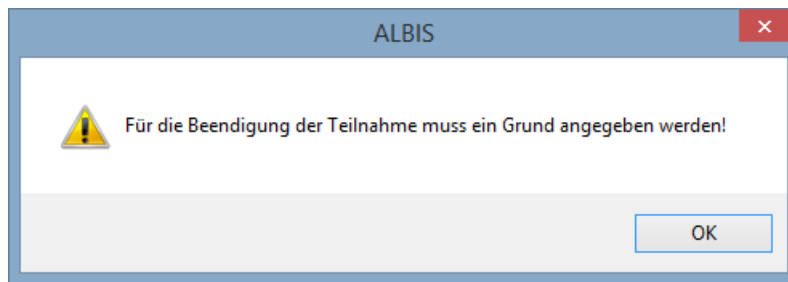 ALBIS
Für die Beendigung der Teilnahme muss ein Grund angegeben werden!
OK